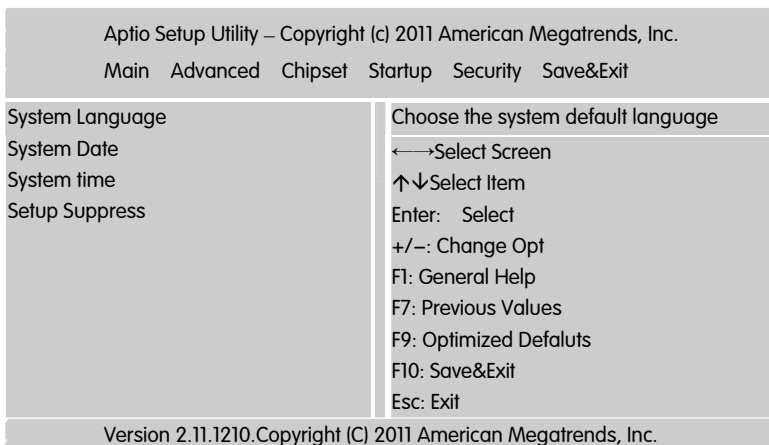 Aptio Setup Utility – Copyright (c) 2011 American Megatrends, Inc.
Main Advanced Chipset Startup Security Save&Exit
System Language
System Date
System time
Setup Suppress
Choose the system default language
←→Select Screen
↑↓Select Item
Enter: Select
+/−: Change Opt
F1: General Help
F7: Previous Values
F9: Optimized Defaluts
F10: Save&Exit
Esc: Exit
Version 2.11.1210.Copyright (C) 2011 American Megatrends, Inc.